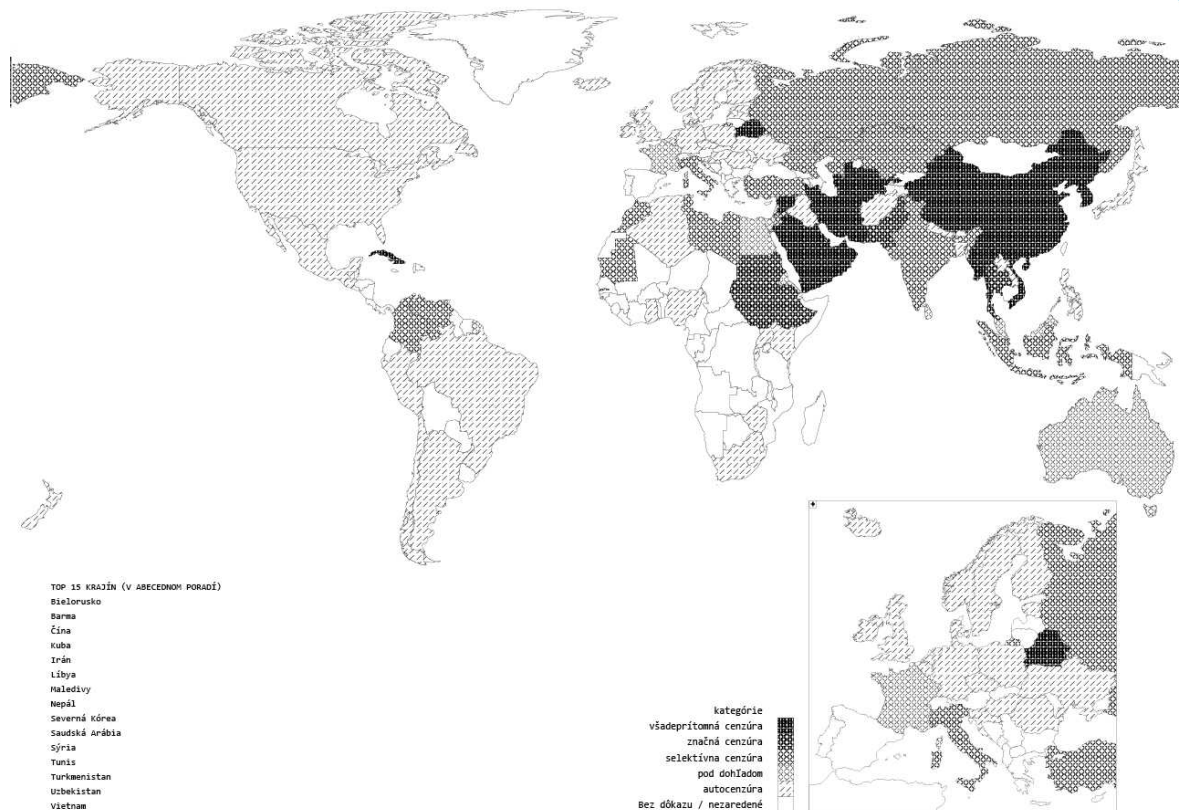 TOP 15 KRAJÍN (V ABECEDNOM PORADÍ)
Bielorusko
Barma
Čína
Kuba
Irán
Líbya
Maledivy
Nepál
Severná Kórea
Saudská Arábia
Sýria
Tunis
Turkmenistan
Uzbekistan
Vietnam
kategórie
všadeprítomná cenzúra
značná cenzúra
selektívna cenzúra
pod dohľadom
autocenzúra
Bez dôkazu / nezaredené
+